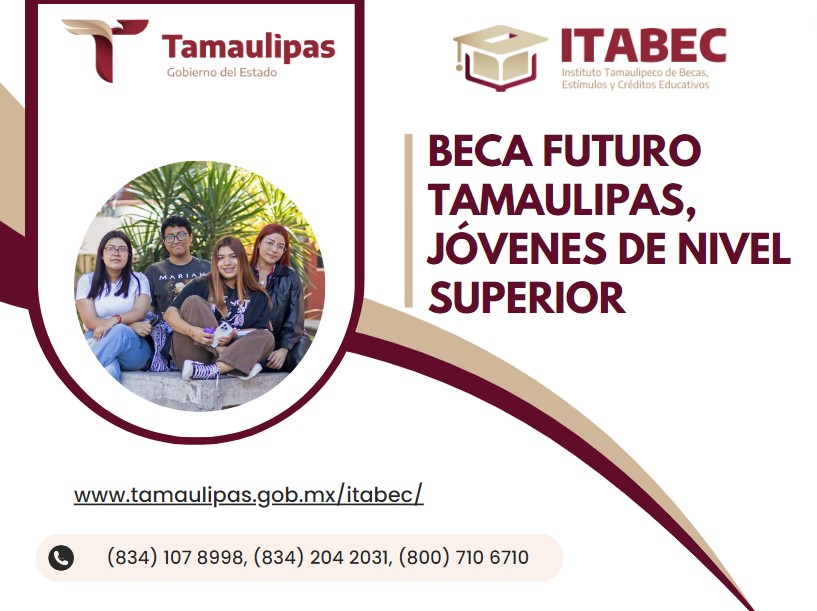 Tamaulipas
Gobierno del Estado
ITABEC
Instituto Tamaulipeco de Becas,
Estímulos y Créditos Educativos
BECA FUTURO
TAMAULIPAS,
JÓVENES DE NIVEL
SUPERIOR
MARIAH
www.tamaulipas.gob.mx/itabec/
(834) 107 8998, (834) 204 2031, (800) 710 6710